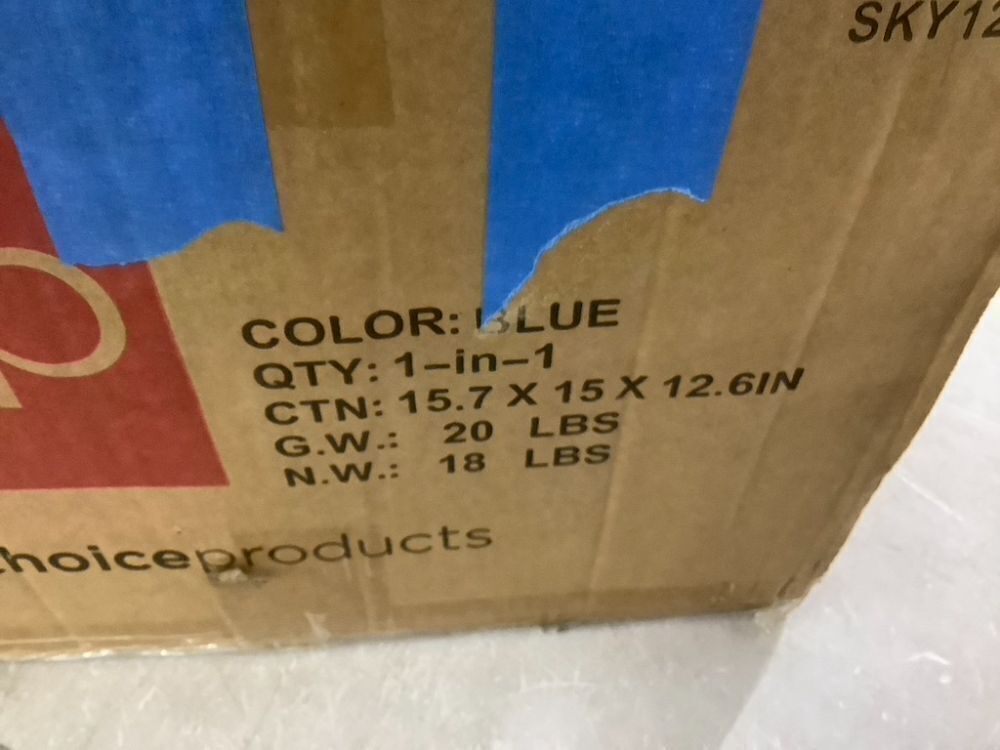 SKY12
COLOR: BLUE
QTY: 1-in-1
CTN: 15.7 X 15 X 12.6IN
G.W.: 20 LBS
N.W.: 18 LBS
choiceproducts